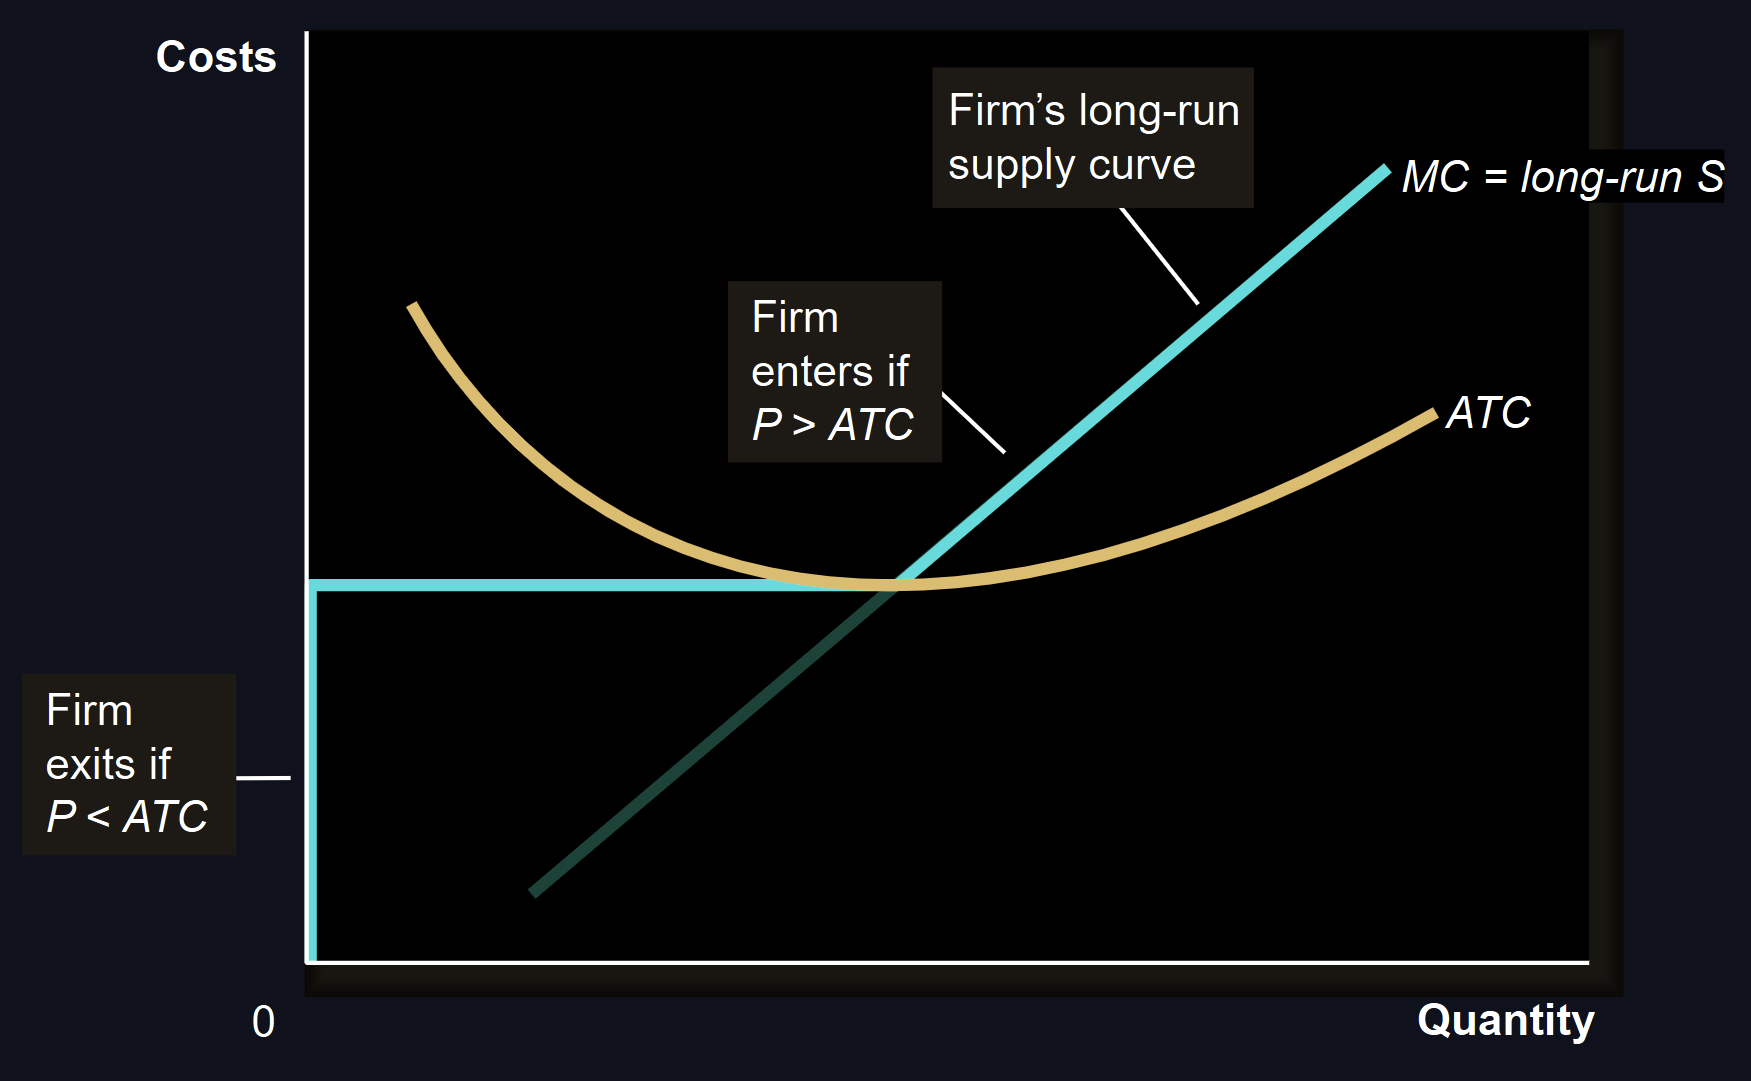 Costs
Firm’s long-run
supply curve
MC = long-run S
Firm
enters if
P > ATC
ATC
Firm
exits if
P < ATC
0
Quantity